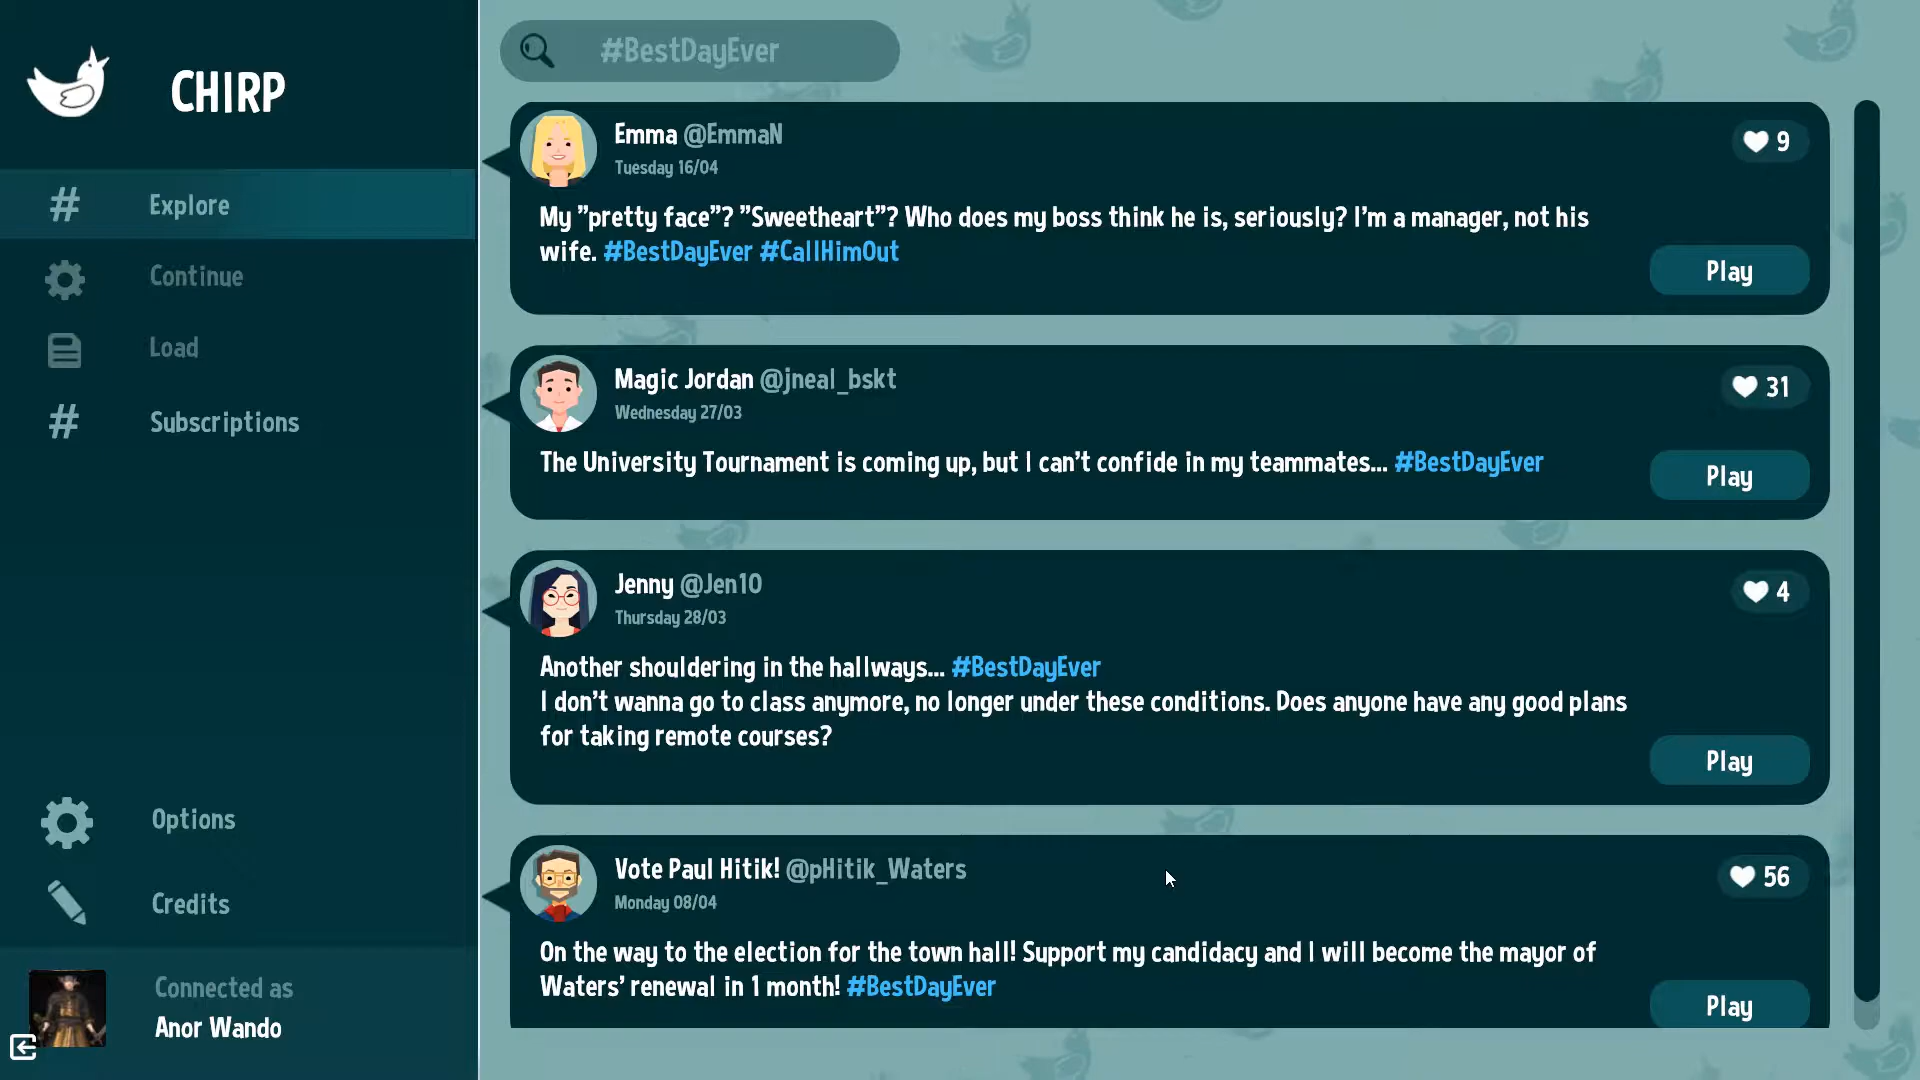 CHIRP
Explore
Continue
Load
Subscriptions
Options
Credits
Connected as
Anor Wando
#BestDayEver
Emma @EmmaN
Tuesday 16/04
9
My "pretty face"? "Sweetheart"? Who does my boss think he is, seriously? I'm a manager, not his
wife. #BestDayEver #CallHimOut
Play
Magic Jordan @jneal_bskt
Wednesday 27/03
31
The University Tournament is coming up, but I can't confide in my teammates... #BestDayEver
Play
Jenny @Jen10
Thursday 28/03
4
Another shouldering in the hallways... #BestDayEver
I don't wanna go to class anymore, no longer under these conditions. Does anyone have any good plans
for taking remote courses?
Play
Vote Paul Hitik! @pHitik_Waters
Monday 08/04
56
On the way to the election for the town hall! Support my candidacy and I will become the mayor of
Waters' renewal in 1 month! #BestDayEver
Play